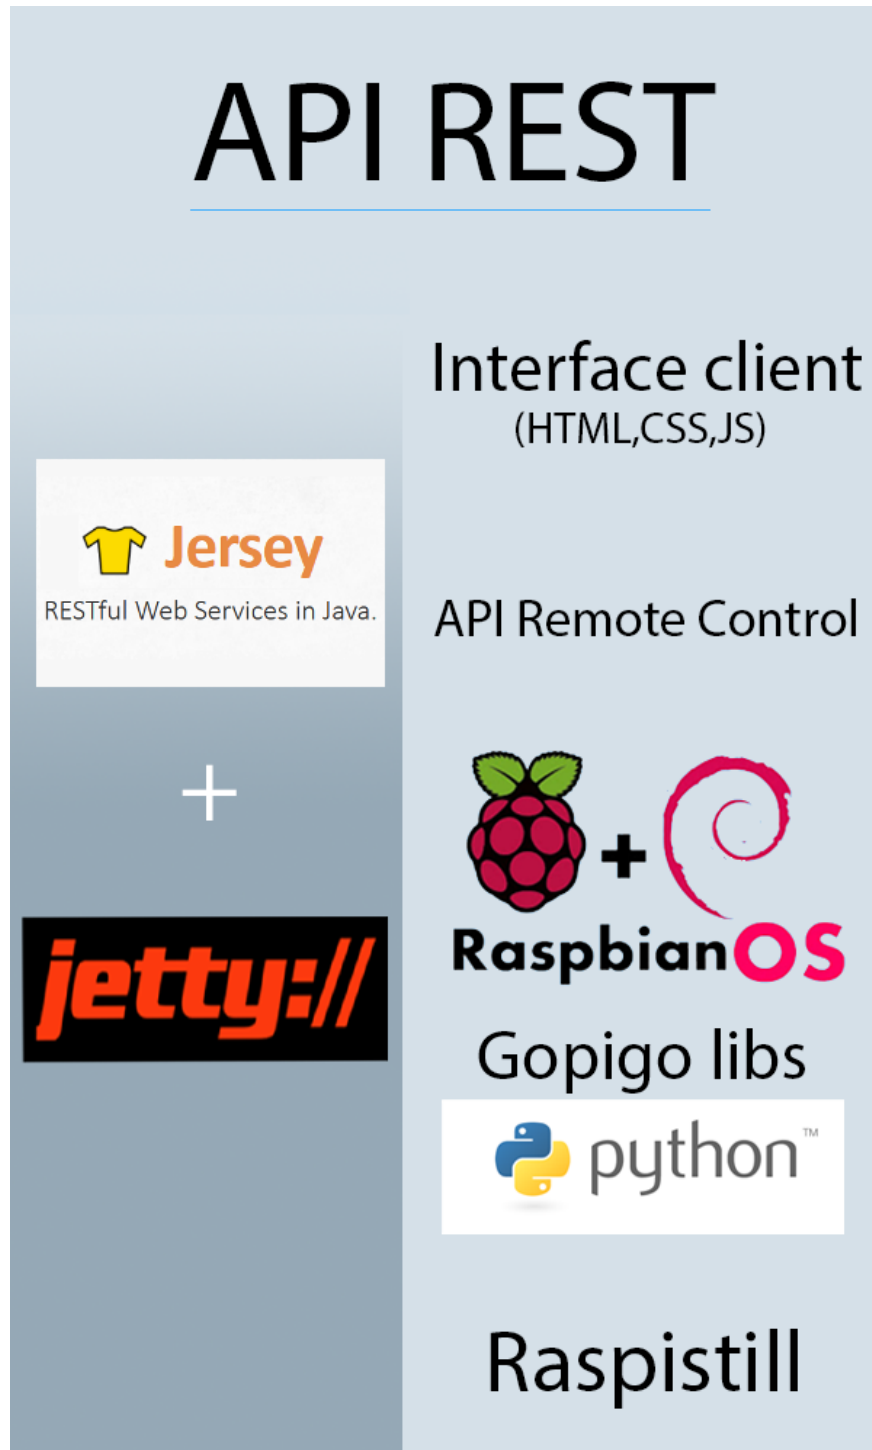 API REST
Jersey
RESTful Web Services in Java.
+
jetty://
Interface client
(HTML,CSS,JS)
API Remote Control
+
RaspbianOS
Gopigo libs
python™
Raspistill